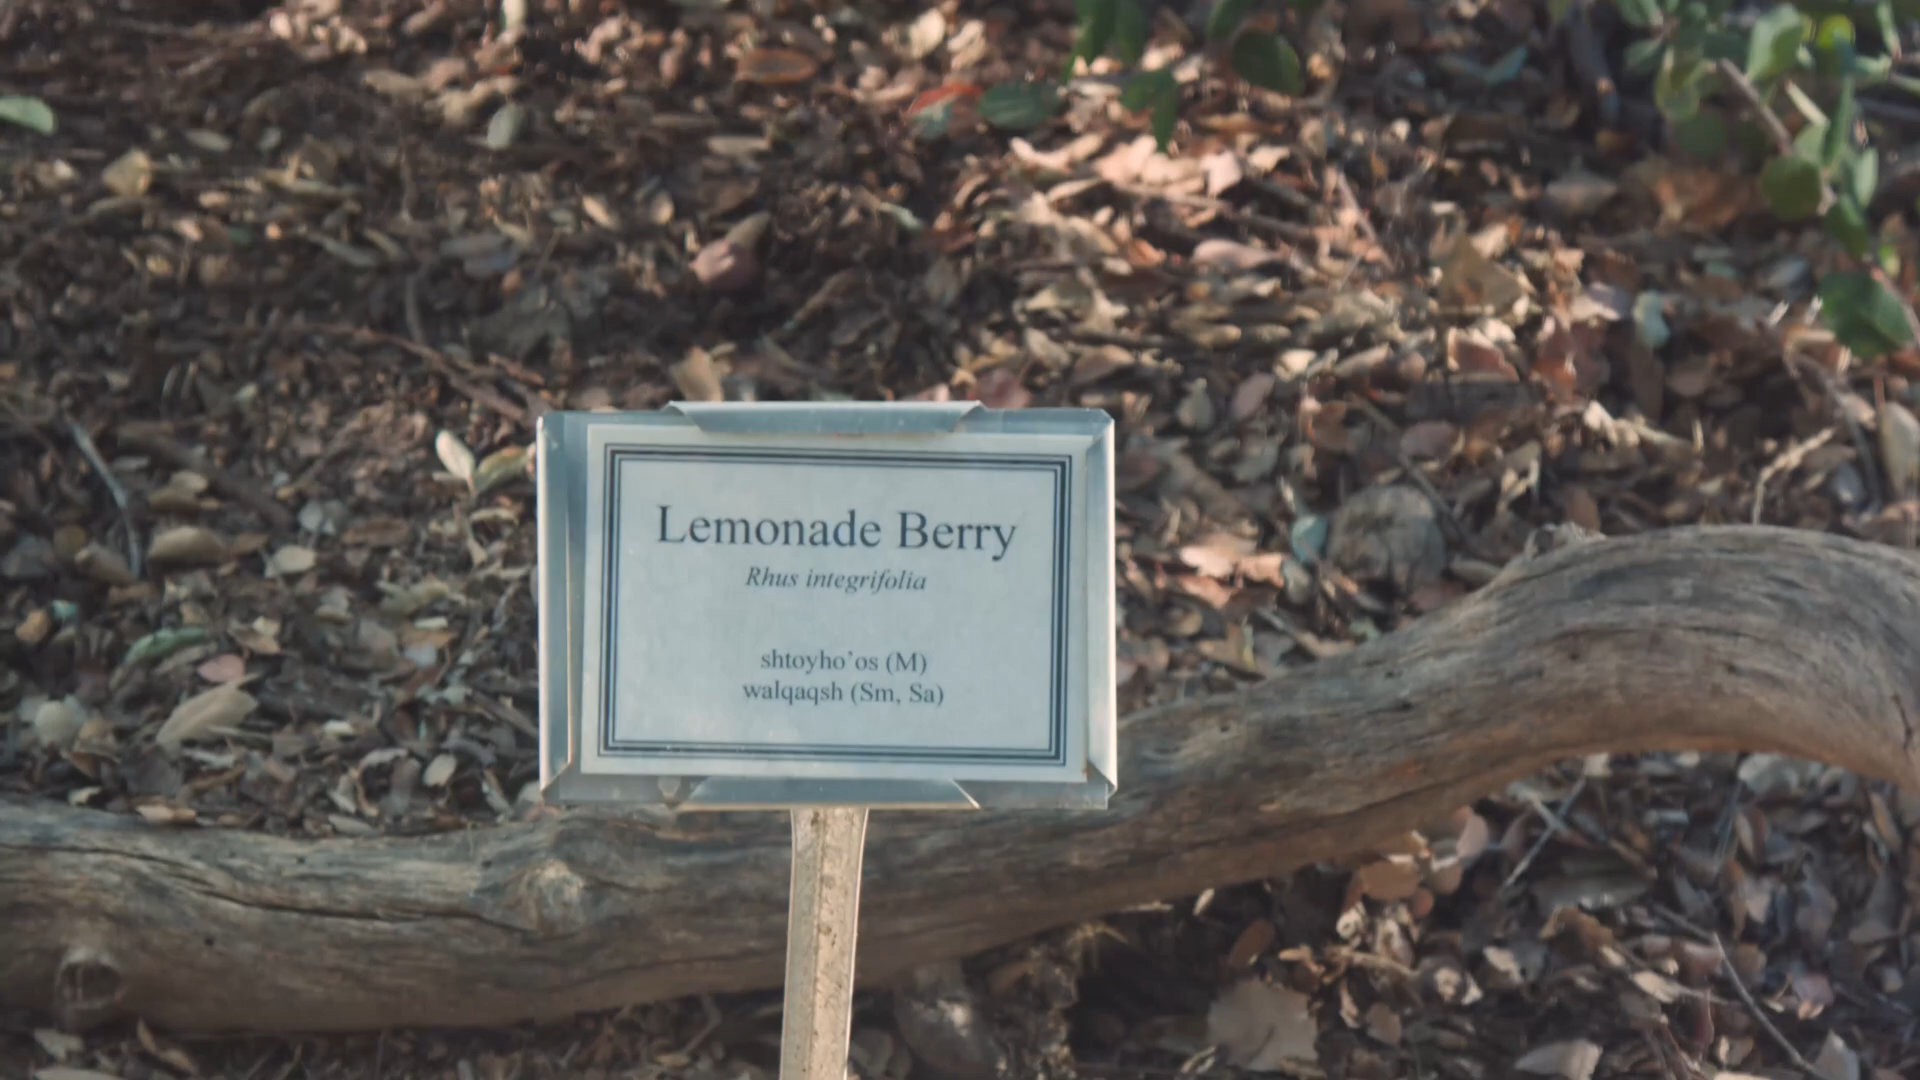 Lemonade Berry
Rhus integrifolia
shtoyho’os (M)
walqaqsh (Sm, Sa)